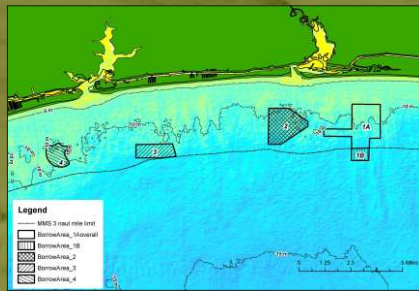 1A
2
3
1B
4
Legend
MMS 3 naut mile limit
BorrowArea_1Aoverall
BorrowArea_1B
BorrowArea_2
BorrowArea_3
BorrowArea_4
0 1.25 2.5 5 Miles